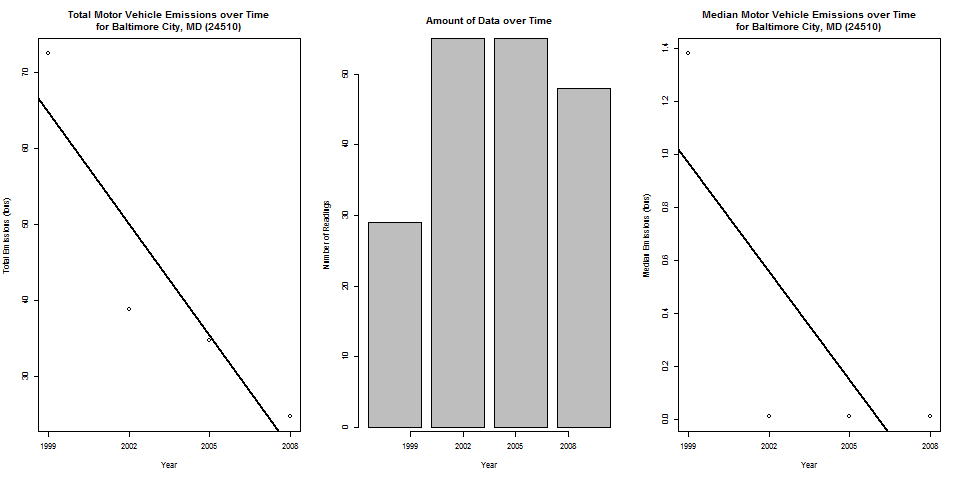 Total Motor Vehicle Emissions over Time
for Baltimore City, MD (24510)
Total Emissions (tons)
70
60
50
40
30
1999
2002
2005
2008
Year
Amount of Data over Time
Number of Readings
50
40
30
20
10
0
1999
2002
2005
2008
Year
Median Motor Vehicle Emissions over Time
for Baltimore City, MD (24510)
Median Emissions (tons)
1.4
1.2
1.0
0.8
0.6
0.4
0.2
0.0
1999
2002
2005
2008
Year